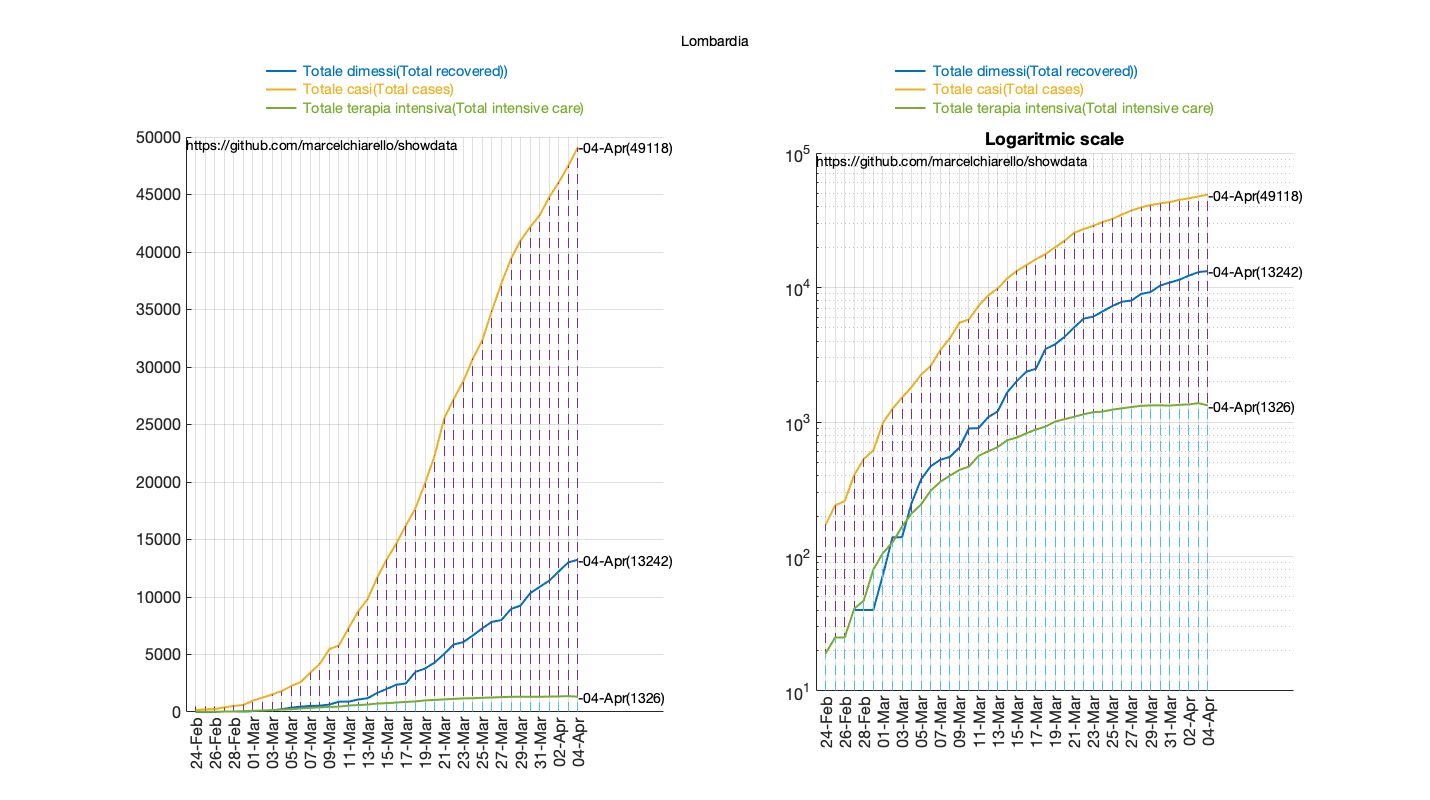 Lombardia
Totale dimessi(Total recovered))
Totale casi(Total cases)
Totale terapia intensiva(Total intensive care)
50000
https://github.com/marcelchiarello/showdata
-04-Apr(49118)
45000
40000
35000
30000
25000
20000
15000
-04-Apr(13242)
10000
5000
-04-Apr(1326)
0
24-Feb
26-Feb
28-Feb
01-Mar
03-Mar
05-Mar
07-Mar
09-Mar
11-Mar
13-Mar
15-Mar
17-Mar
19-Mar
21-Mar
23-Mar
25-Mar
27-Mar
29-Mar
31-Mar
02-Apr
04-Apr
Totale dimessi(Total recovered))
Totale casi(Total cases)
Totale terapia intensiva(Total intensive care)
Logaritmic scale
10^5
https://github.com/marcelchiarello/showdata
-04-Apr(49118)
-04-Apr(13242)
10^4
-04-Apr(1326)
10^3
10^2
10^1
24-Feb
26-Feb
28-Feb
01-Mar
03-Mar
05-Mar
07-Mar
09-Mar
11-Mar
13-Mar
15-Mar
17-Mar
19-Mar
21-Mar
23-Mar
25-Mar
27-Mar
29-Mar
31-Mar
02-Apr
04-Apr